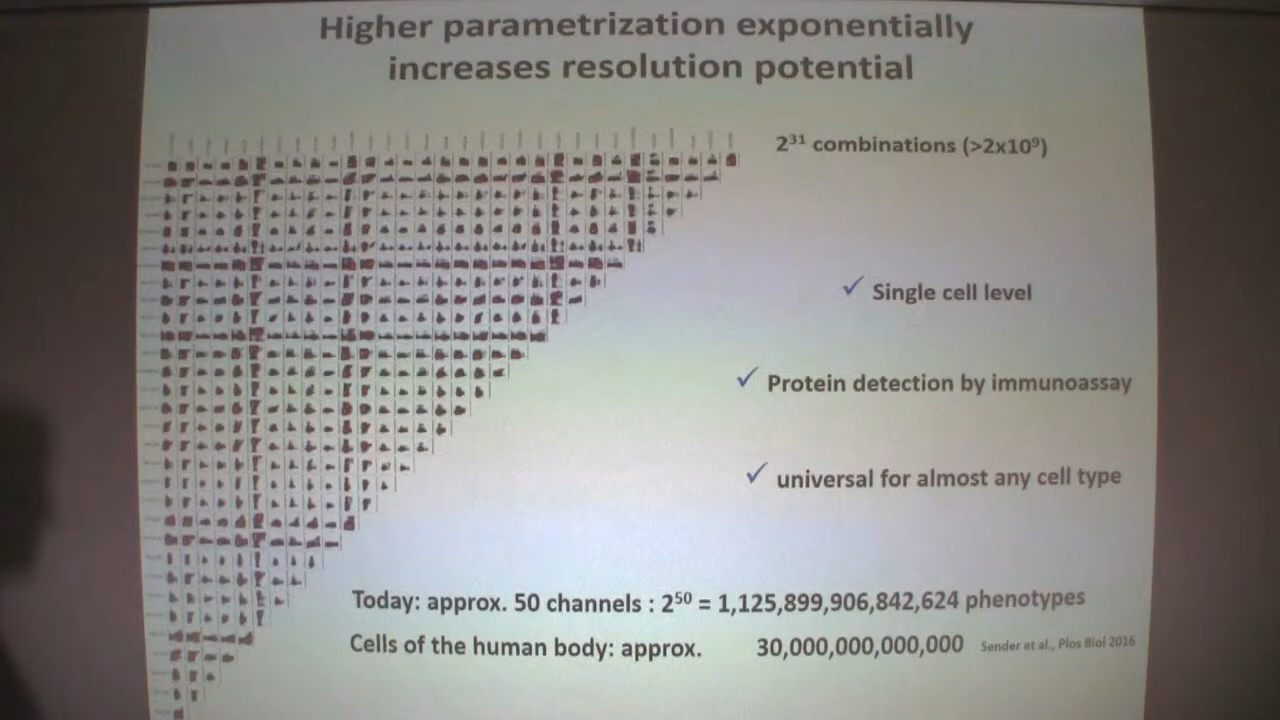 Higher parametrization exponentially
increases resolution potential
2³¹ combinations (>2x10⁹)
✓ Single cell level
✓ Protein detection by immunoassay
✓ universal for almost any cell type
Today: approx. 50 channels : 2⁵⁰ = 1,125,899,906,842,624 phenotypes
Cells of the human body: approx. 30,000,000,000,000 Sender et al., Plos Biol 2016